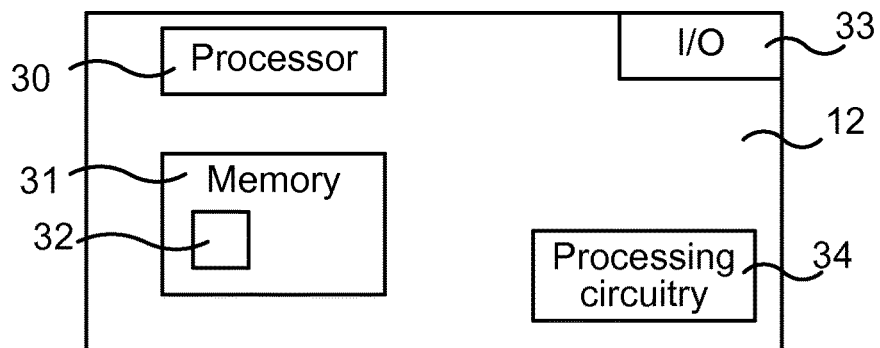 Processor
30
I/O
33
12
31
Memory
32
Processing
circuitry
34